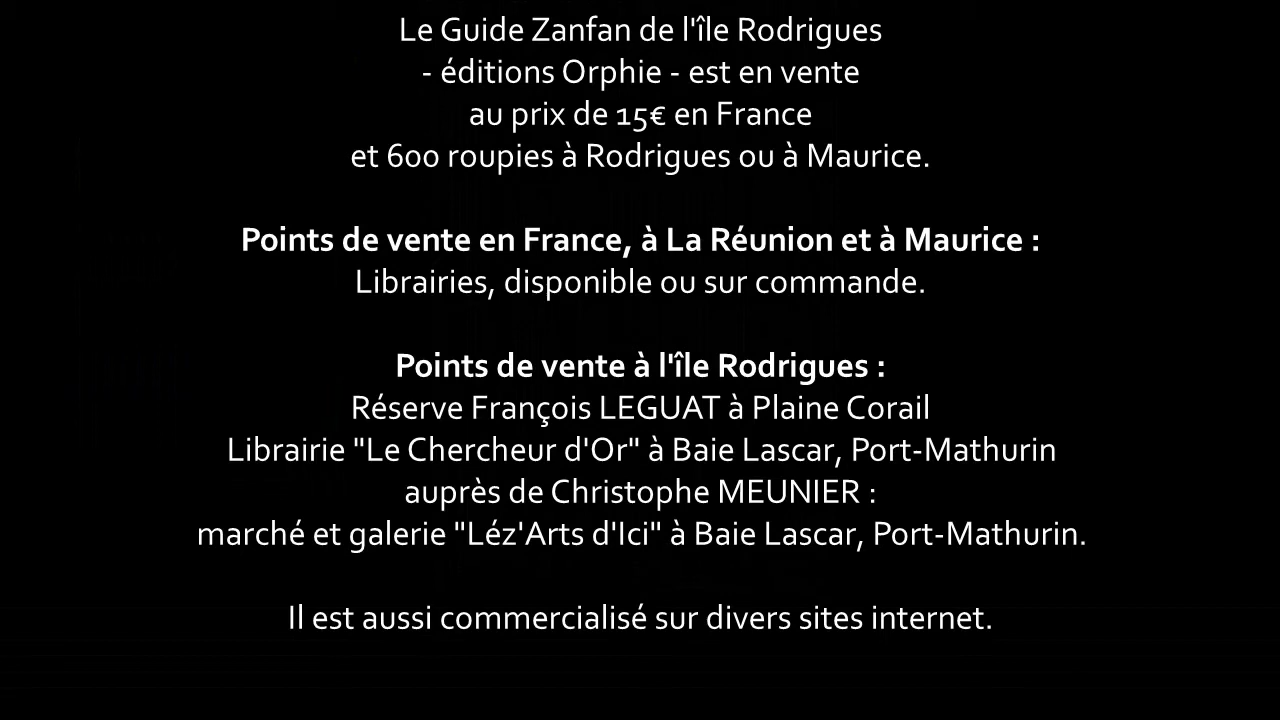 Le Guide Zanfan de l'île Rodrigues
- éditions Orphie - est en vente
au prix de 15€ en France
et 600 roupies à Rodrigues ou à Maurice.
Points de vente en France, à La Réunion et à Maurice :
Librairies, disponible ou sur commande.
Points de vente à l'île Rodrigues :
Réserve François LEGUAT à Plaine Corail
Librairie "Le Chercheur d'Or" à Baie Lascar, Port-Mathurin
auprès de Christophe MEUNIER :
marché et galerie "Léz'Arts d'Ici" à Baie Lascar, Port-Mathurin.
Il est aussi commercialisé sur divers sites internet.